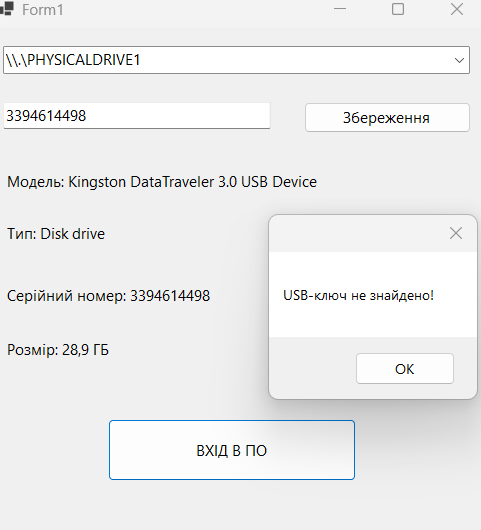 Form1
\\.\PHYSICALDRIVE1
3394614498
Збереження
Модель: Kingston DataTraveler 3.0 USB Device
Тип: Disk drive
USB-ключ не знайдено!
Серійний номер: 3394614498
Розмір: 28,9 ГБ
ОК
ВХІД В ПО